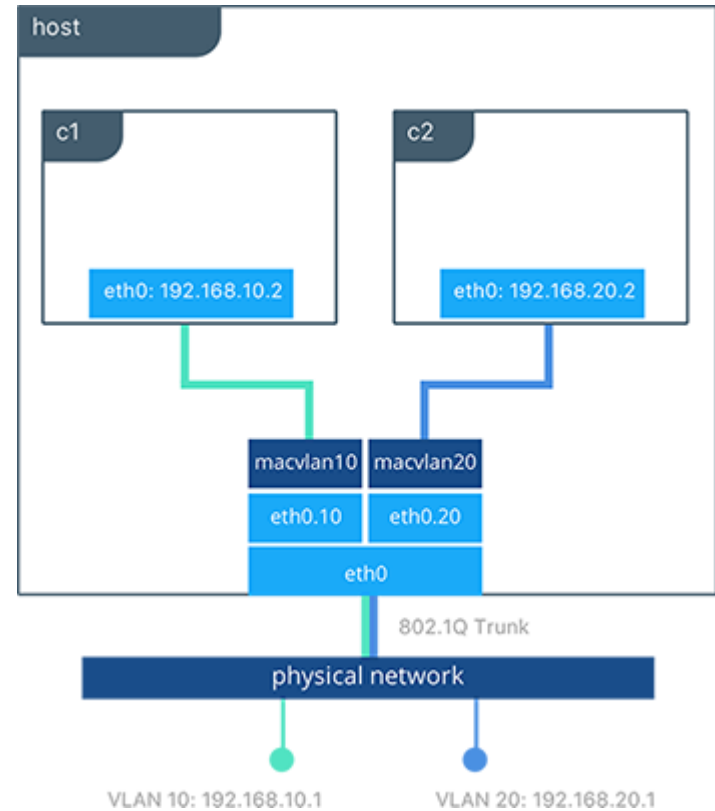 host
c1
c2
eth0: 192.168.10.2
eth0: 192.168.20.2
macvlan10
macvlan20
eth0.10
eth0.20
eth0
802.1Q Trunk
physical network
VLAN 10: 192.168.10.1
VLAN 20: 192.168.20.1